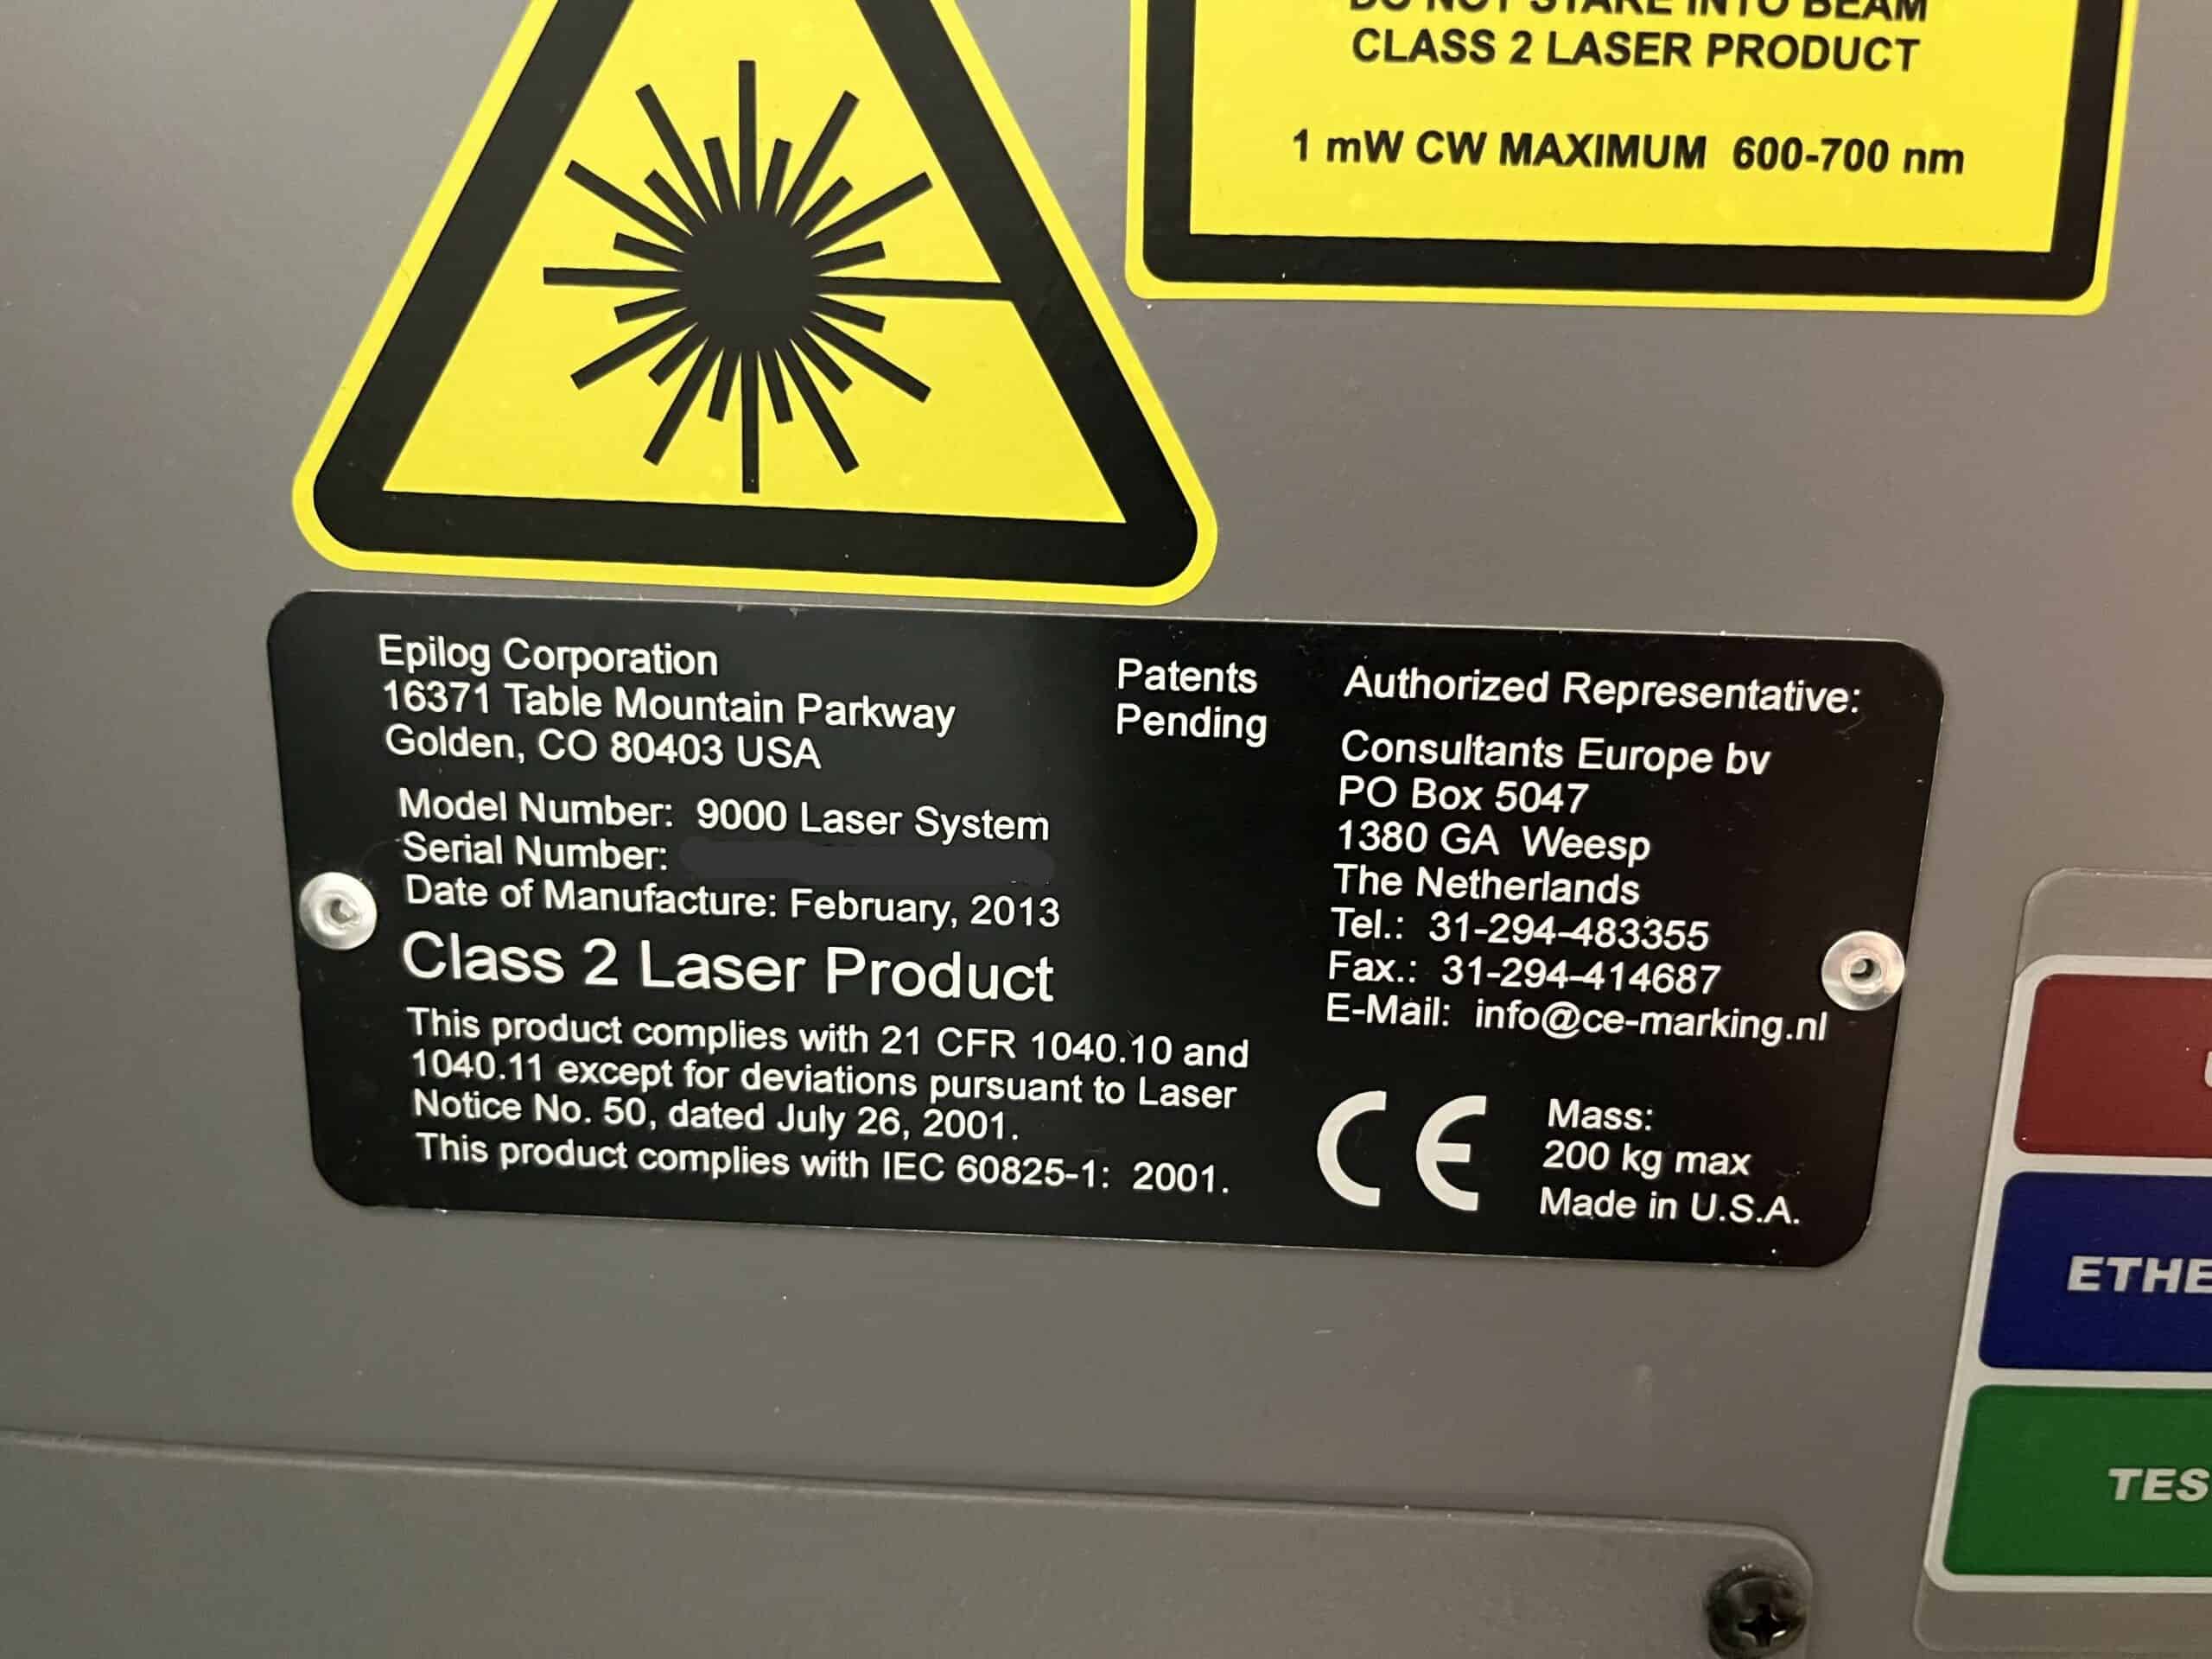 DO NOT STARE INTO BEAM
CLASS 2 LASER PRODUCT
1 mW CW MAXIMUM 600-700 nm
Epilog Corporation
16371 Table Mountain Parkway
Golden, CO 80403 USA
Model Number: 9000 Laser System
Serial Number:
Date of Manufacture: February, 2013
Class 2 Laser Product
This product complies with 21 CFR 1040.10 and
1040.11 except for deviations pursuant to Laser
Notice No. 50, dated July 26, 2001.
This product complies with IEC 60825-1: 2001.
Patents
Pending
Authorized Representative:
Consultants Europe bv
PO Box 5047
1380 GA Weesp
The Netherlands
Tel.: 31-294-483355
Fax.: 31-294-414687
E-Mail: info@ce-marking.nl
CE
Mass:
200 kg max
Made in U.S.A.
ETHE
TES